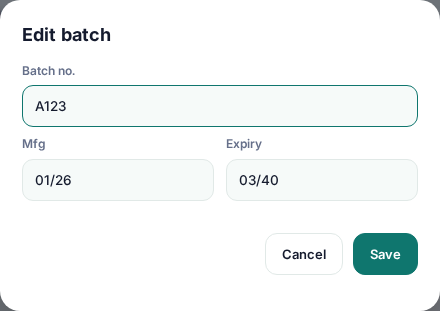 Edit batch
Batch no.
A123
Mfg Expiry
01/26 03/40
Cancel Save